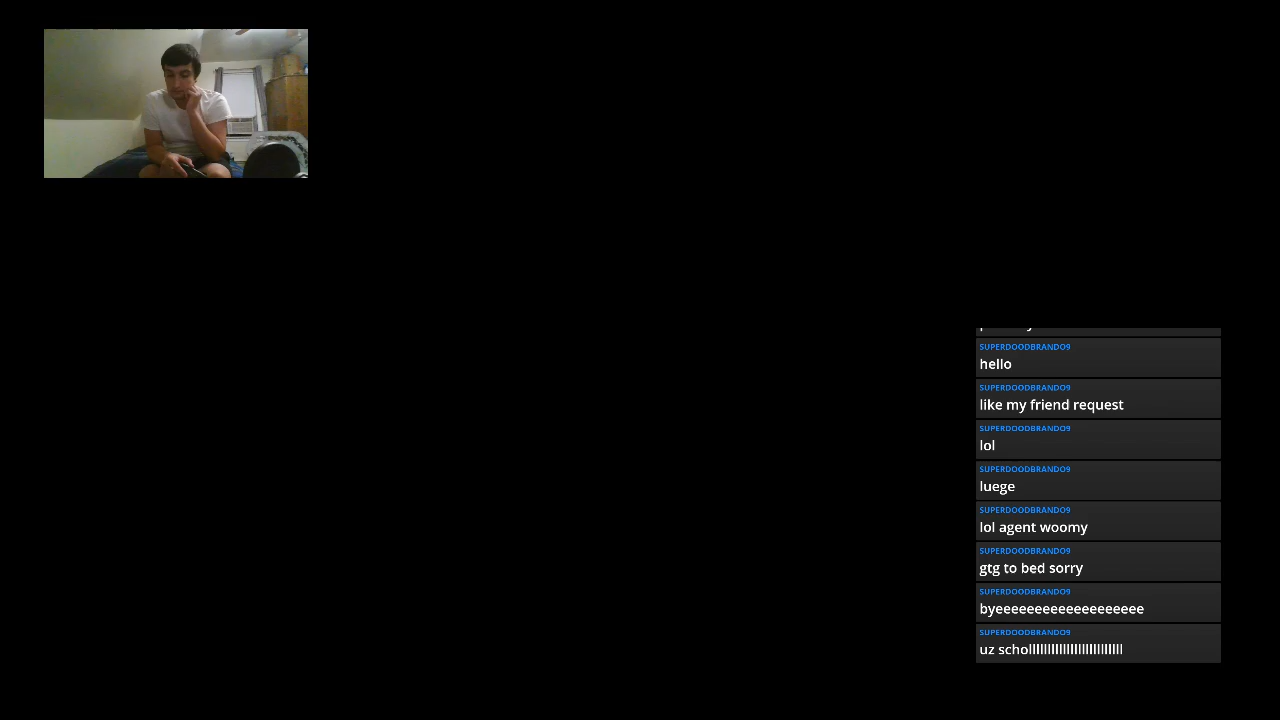 SUPERDOODBRANDO9
hello
SUPERDOODBRANDO9
like my friend request
SUPERDOODBRANDO9
lol
SUPERDOODBRANDO9
luege
SUPERDOODBRANDO9
lol agent woomy
SUPERDOODBRANDO9
gtg to bed sorry
SUPERDOODBRANDO9
byeeeeeeeeeeeeeeeeeee
SUPERDOODBRANDO9
uz scholllllllllllllllllllllllll